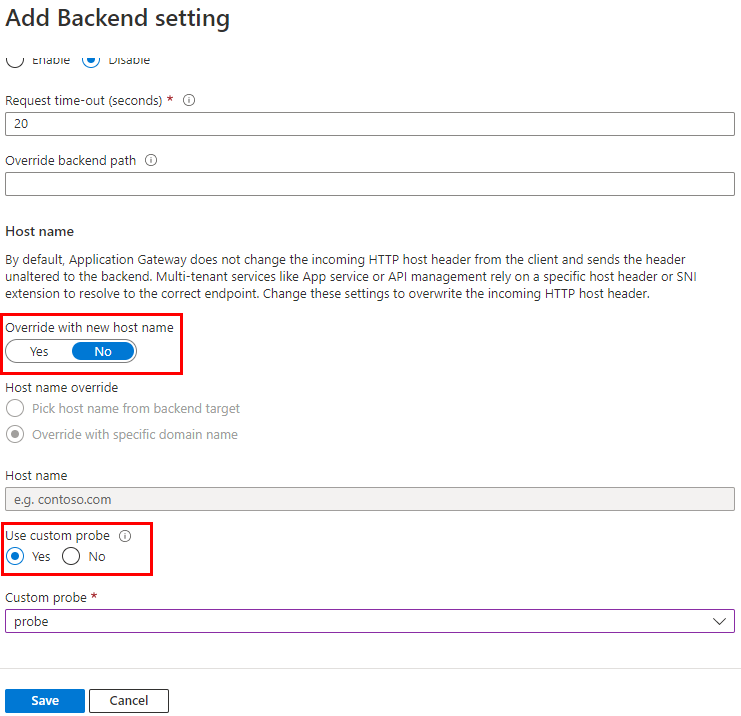 Add Backend setting
Enable Disable
Request time-out (seconds) *
20
Override backend path
Host name
By default, Application Gateway does not change the incoming HTTP host header from the client and sends the header
unaltered to the backend. Multi-tenant services like App service or API management rely on a specific host header or SNI
extension to resolve to the correct endpoint. Change these settings to overwrite the incoming HTTP host header.
Override with new host name
Yes No
Host name override
Pick host name from backend target
Override with specific domain name
Host name
e.g. contoso.com
Use custom probe
Yes No
Custom probe *
probe
Save Cancel